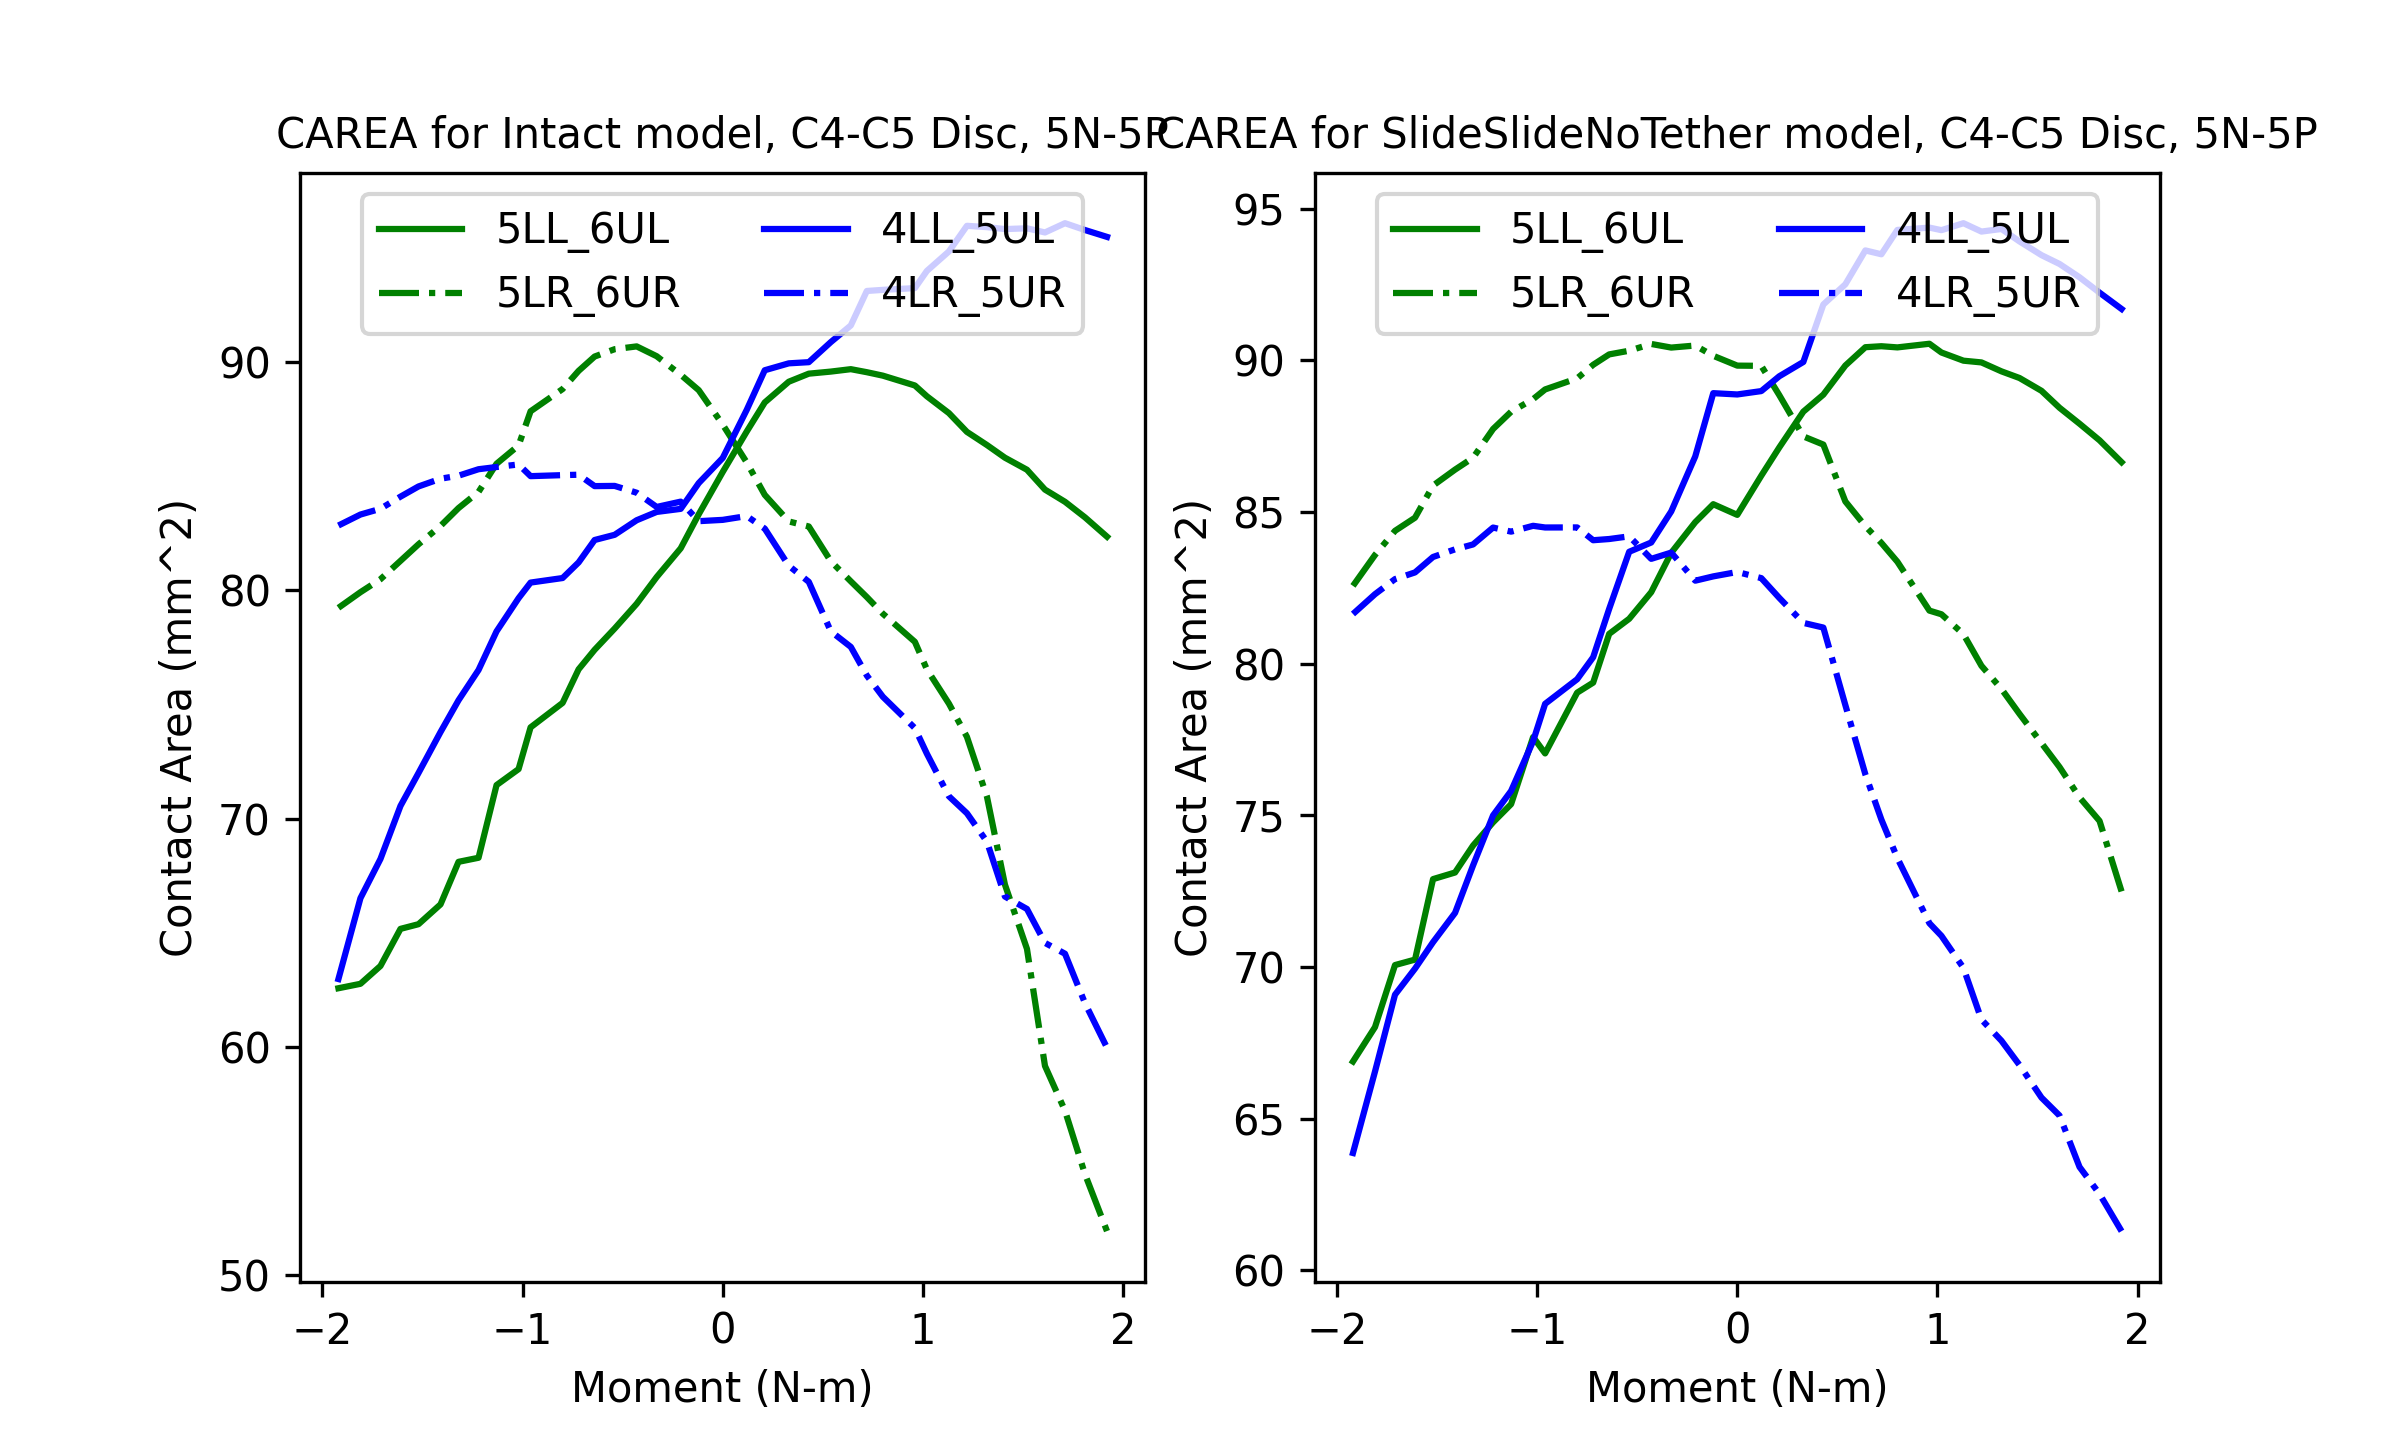 CAREA for Intact model, C4-C5 Disc, 5N-5P
5LL_6UL
5LR_6UR
4LL_5UL
4LR_5UR
90
80
70
60
50
−2
−1
0
1
2
Contact Area (mm^2)
Moment (N-m)
CAREA for SlideSlideNoTether model, C4-C5 Disc, 5N-5P
5LL_6UL
5LR_6UR
4LL_5UL
4LR_5UR
95
90
85
80
75
70
65
60
−2
−1
0
1
2
Contact Area (mm^2)
Moment (N-m)